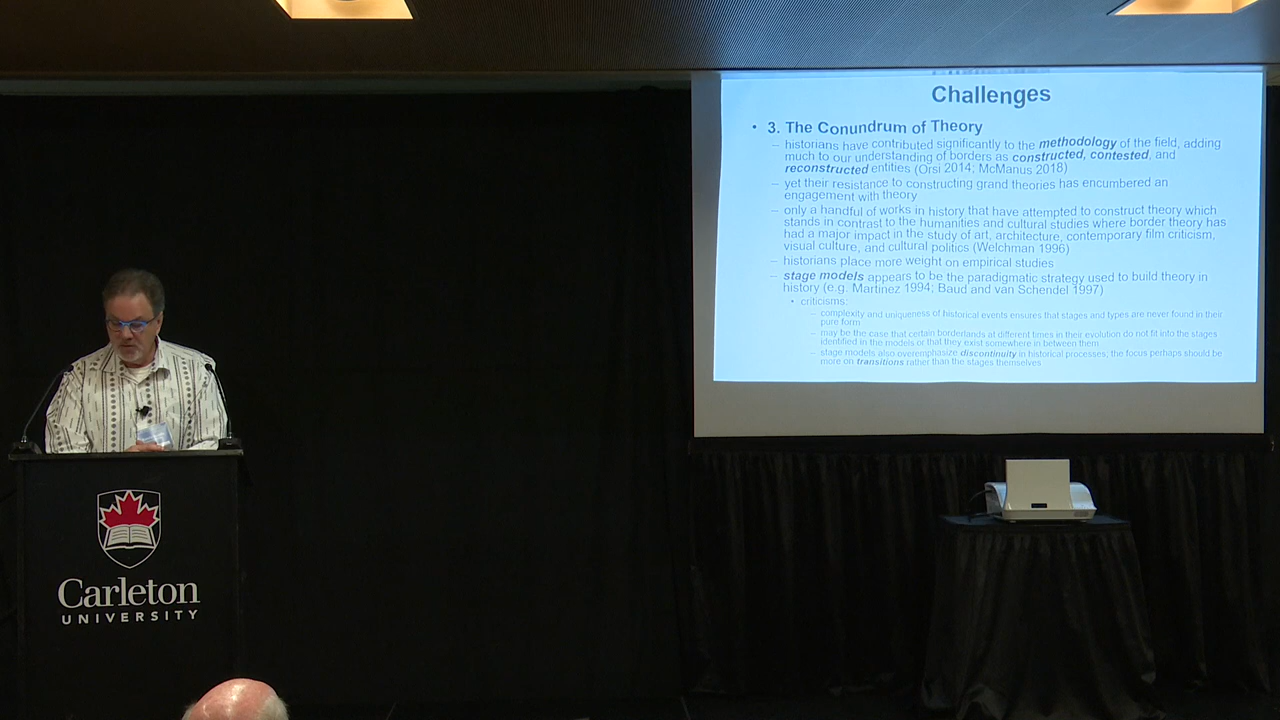 Challenges
• 3. The Conundrum of Theory
– historians have contributed significantly to the methodology of the field, adding
much to our understanding of borders as constructed, contested, and
reconstructed entities (Orsi 2014; McManus 2018)
– yet their resistance to constructing grand theories has encumbered an
engagement with theory
– only a handful of works in history that have attempted to construct theory which
stands in contrast to the humanities and cultural studies where border theory has
had a major impact in the study of art, architecture, contemporary film criticism,
visual culture, and cultural politics (Welchman 1996)
– historians place more weight on empirical studies
– stage models appears to be the paradigmatic strategy used to build theory in
history (e.g. Martinez 1994; Baud and van Schendel 1997)
• criticisms:
– complexity and uniqueness of historical events ensures that stages and types are never found in their
pure form
– may be the case that certain borderlands at different times in their evolution do not fit into the stages
identified in the models or that they exist somewhere in between them
– stage models also overemphasize discontinuity in historical processes; the focus perhaps should be
more on transitions rather than the stages themselves
Carleton
UNIVERSITY